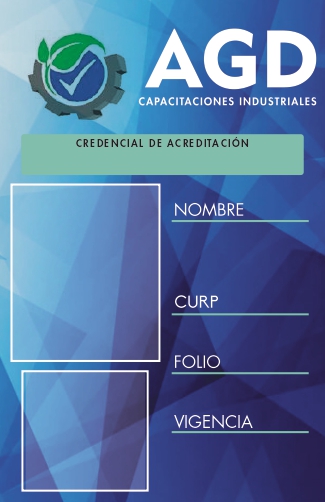 AGD
CAPACITACIONES INDUSTRIALES
CREDENCIAL DE ACREDITACIÓN
NOMBRE
CURP
FOLIO
VIGENCIA